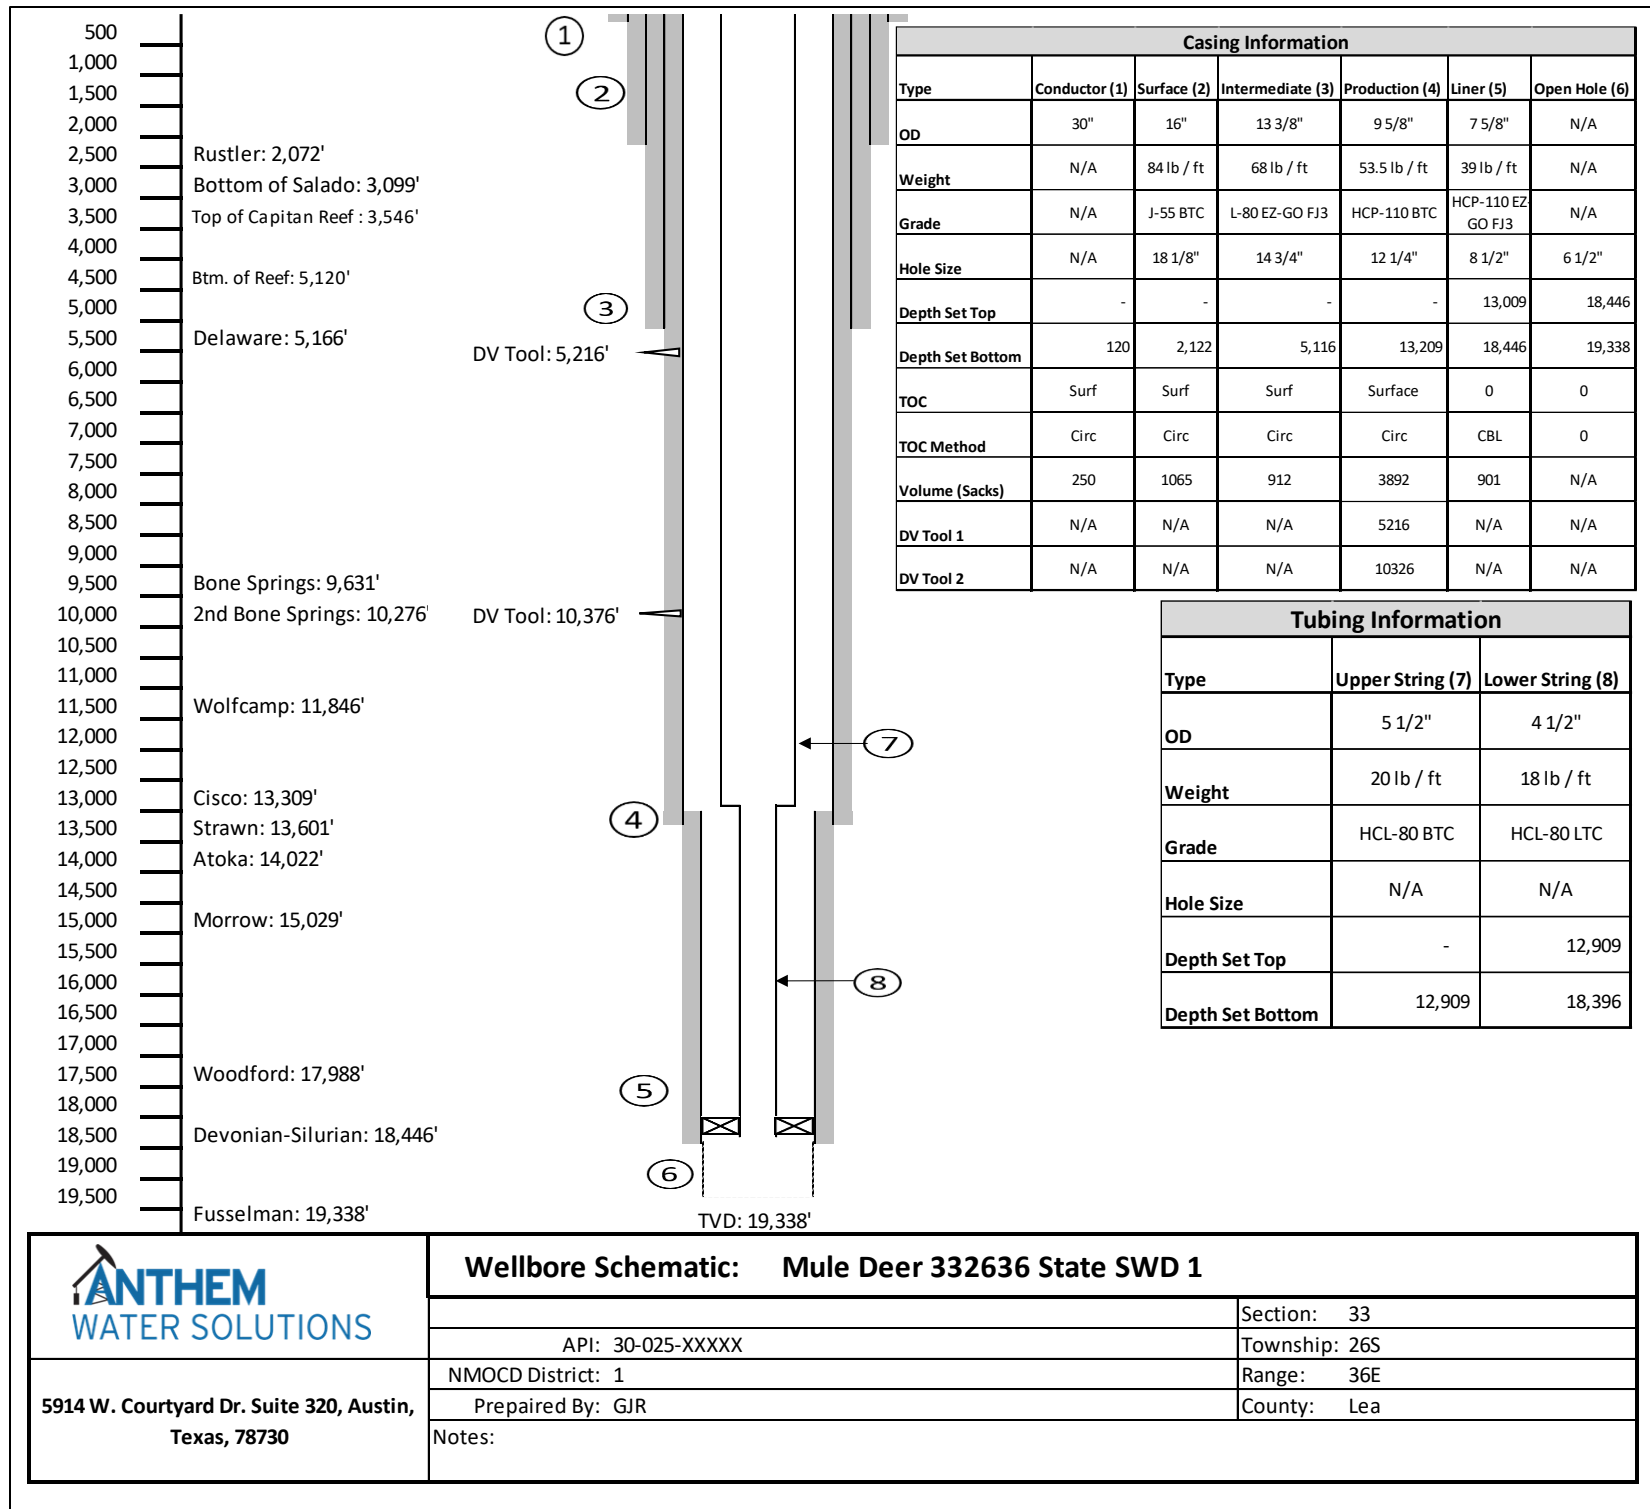 500
1,000
1,500
2,000
2,500
3,000
3,500
4,000
4,500
5,000
5,500
6,000
6,500
7,000
7,500
8,000
8,500
9,000
9,500
10,000
10,500
11,000
11,500
12,000
12,500
13,000
13,500
14,000
14,500
15,000
15,500
16,000
16,500
17,000
17,500
18,000
18,500
19,000
19,500
Rustler: 2,072'
Bottom of Salado: 3,099'
Top of Capitan Reef : 3,546'
Btm. of Reef: 5,120'
Delaware: 5,166'
Bone Springs: 9,631'
2nd Bone Springs: 10,276'
Wolfcamp: 11,846'
Cisco: 13,309'
Strawn: 13,601'
Atoka: 14,022'
Morrow: 15,029'
Woodford: 17,988'
Devonian-Silurian: 18,446'
Fusselman: 19,338'
1
2
3
DV Tool: 5,216'
DV Tool: 10,376'
7
4
8
5
6
TVD: 19,338'
Casing Information
Type Conductor (1) Surface (2) Intermediate (3) Production (4) Liner (5) Open Hole (6)
OD 30" 16" 13 3/8" 9 5/8" 7 5/8" N/A
Weight N/A 84 lb / ft 68 lb / ft 53.5 lb / ft 39 lb / ft N/A
Grade N/A J-55 BTC L-80 EZ-GO FJ3 HCP-110 BTC HCP-110 EZ-GO FJ3 N/A
Hole Size N/A 18 1/8" 14 3/4" 12 1/4" 8 1/2" 6 1/2"
Depth Set Top - - - - 13,009 18,446
Depth Set Bottom 120 2,122 5,116 13,209 18,446 19,338
TOC Surf Surf Surf Surface 0 0
TOC Method Circ Circ Circ Circ CBL 0
Volume (Sacks) 250 1065 912 3892 901 N/A
DV Tool 1 N/A N/A N/A 5216 N/A N/A
DV Tool 2 N/A N/A N/A 10326 N/A N/A
Tubing Information
Type Upper String (7) Lower String (8)
OD 5 1/2" 4 1/2"
Weight 20 lb / ft 18 lb / ft
Grade HCL-80 BTC HCL-80 LTC
Hole Size N/A N/A
Depth Set Top - 12,909
Depth Set Bottom 12,909 18,396
ANTHEM
WATER SOLUTIONS
5914 W. Courtyard Dr. Suite 320, Austin,
Texas, 78730
Wellbore Schematic: Mule Deer 332636 State SWD 1
Section: 33
API: 30-025-XXXXX Township: 26S
NMOCD District: 1 Range: 36E
Prepaired By: GJR County: Lea
Notes: